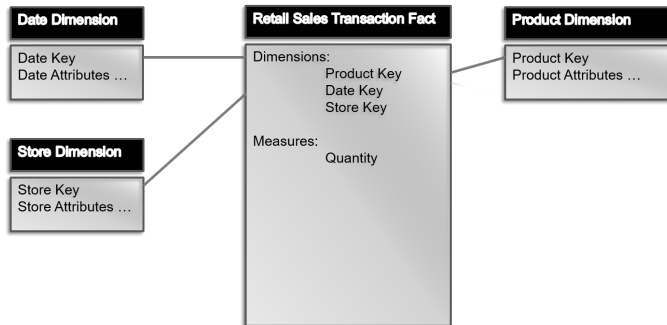 Date Dimension
Date Key
Date Attributes …
Store Dimension
Store Key
Store Attributes …
Retail Sales Transaction Fact
Dimensions:
Product Key
Date Key
Store Key
Measures:
Quantity
Product Dimension
Product Key
Product Attributes …